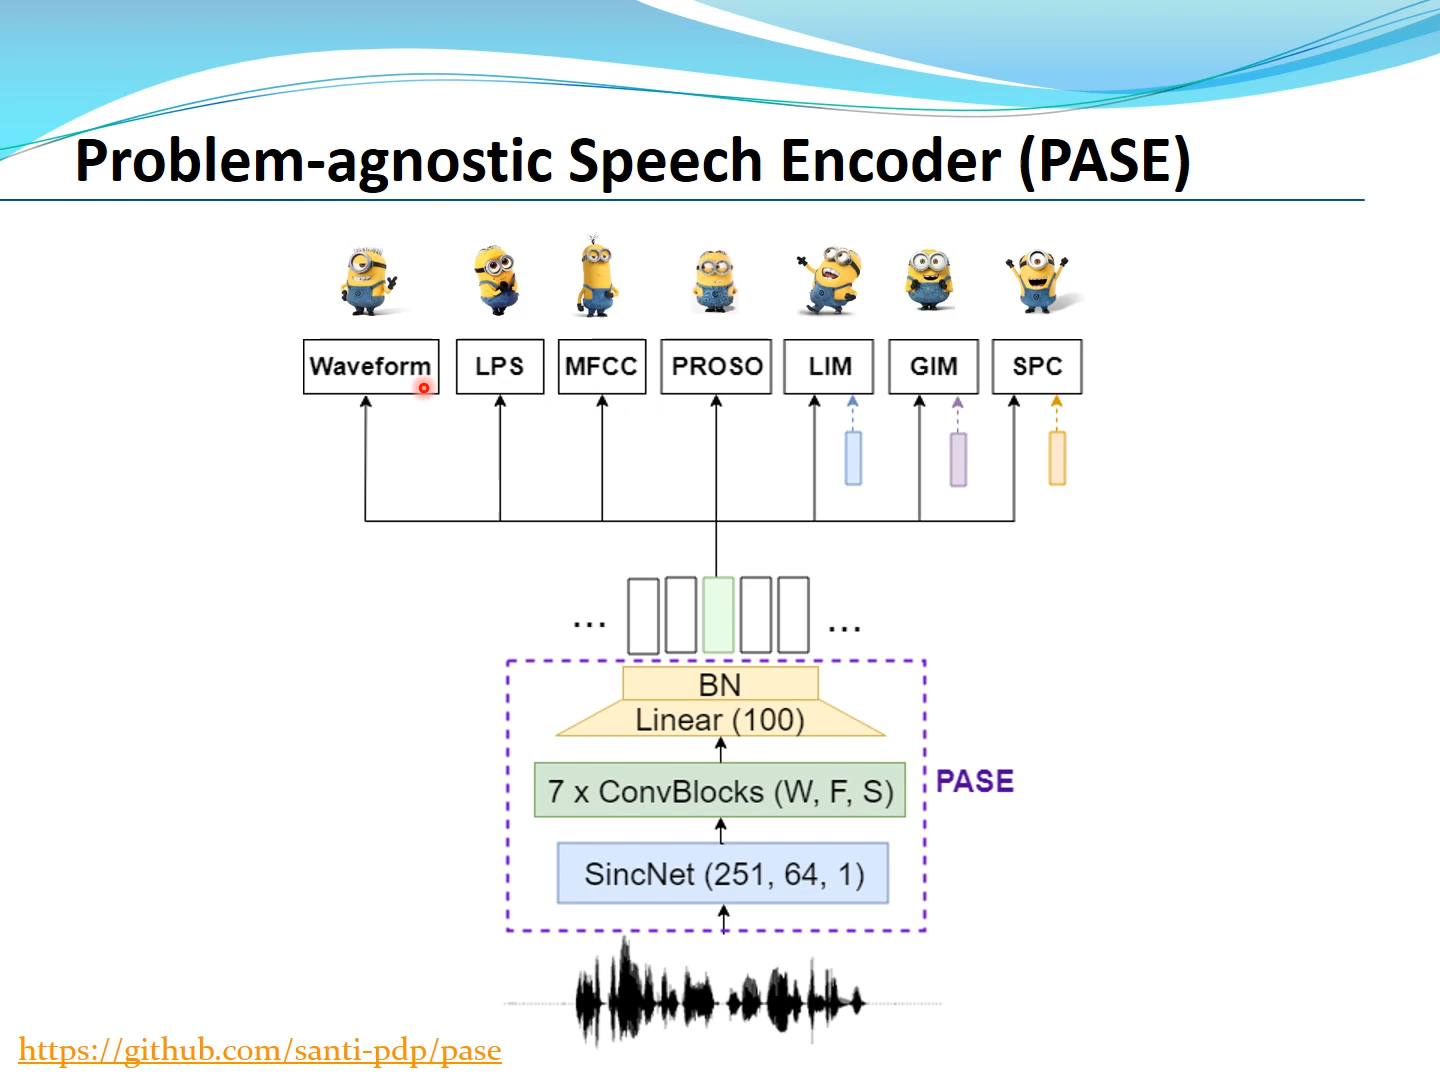 Problem-agnostic Speech Encoder (PASE)
Waveform LPS MFCC PROSO LIM GIM SPC
... ...
BN
Linear (100)
7 x ConvBlocks (W, F, S)
PASE
SincNet (251, 64, 1)
https://github.com/santi-pdp/pase